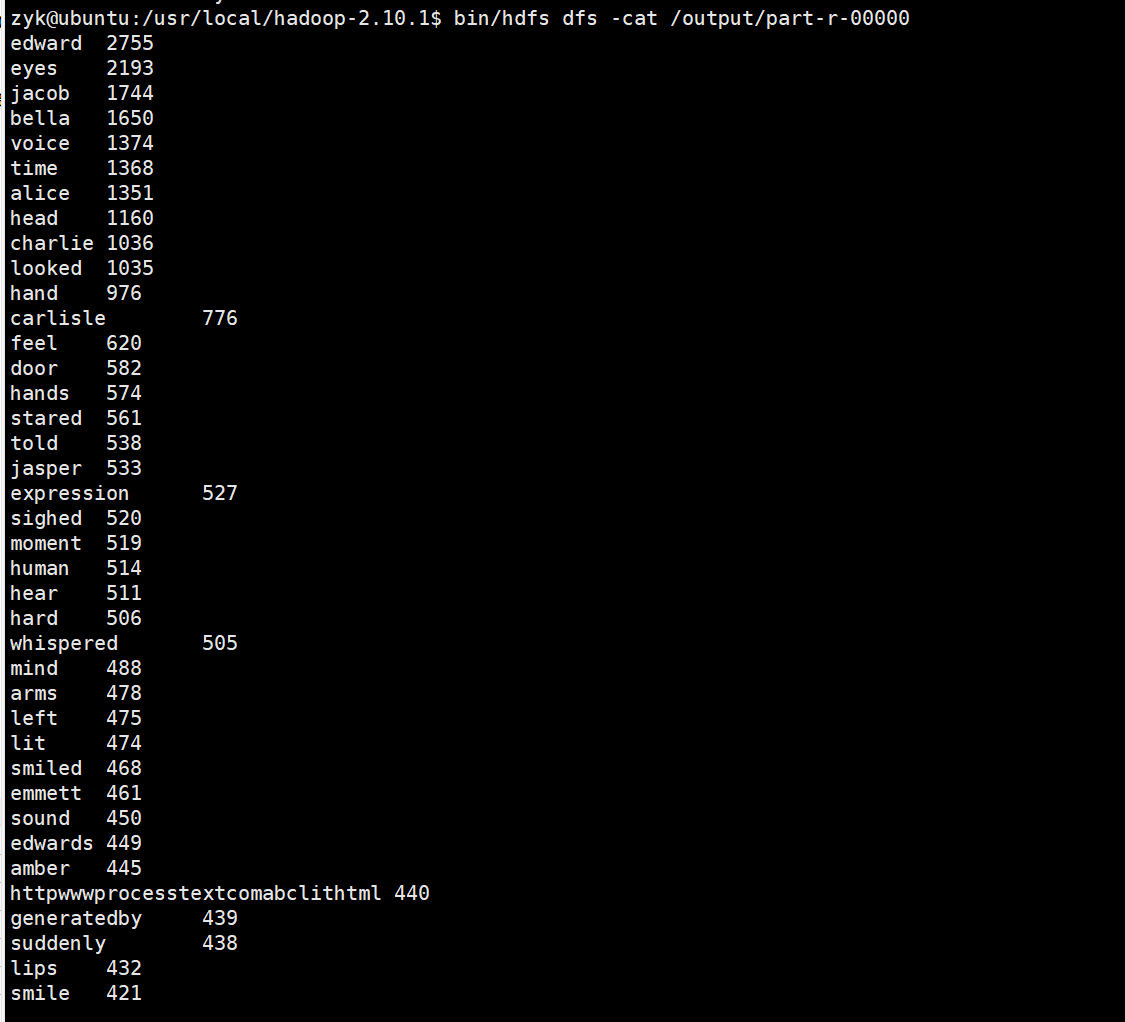 zyk@ubuntu:/usr/local/hadoop-2.10.1$ bin/hdfs dfs -cat /output/part-r-00000
edward 2755
eyes 2193
jacob 1744
bella 1650
voice 1374
time 1368
alice 1351
head 1160
charlie 1036
looked 1035
hand 976
carlisle 776
feel 620
door 582
hands 574
stared 561
told 538
jasper 533
expression 527
sighed 520
moment 519
human 514
hear 511
hard 506
whispered 505
mind 488
arms 478
left 475
lit 474
smiled 468
emmett 461
sound 450
edwards 449
amber 445
httpwwwprocesstextcomabclithtml 440
generatedby 439
suddenly 438
lips 432
smile 421